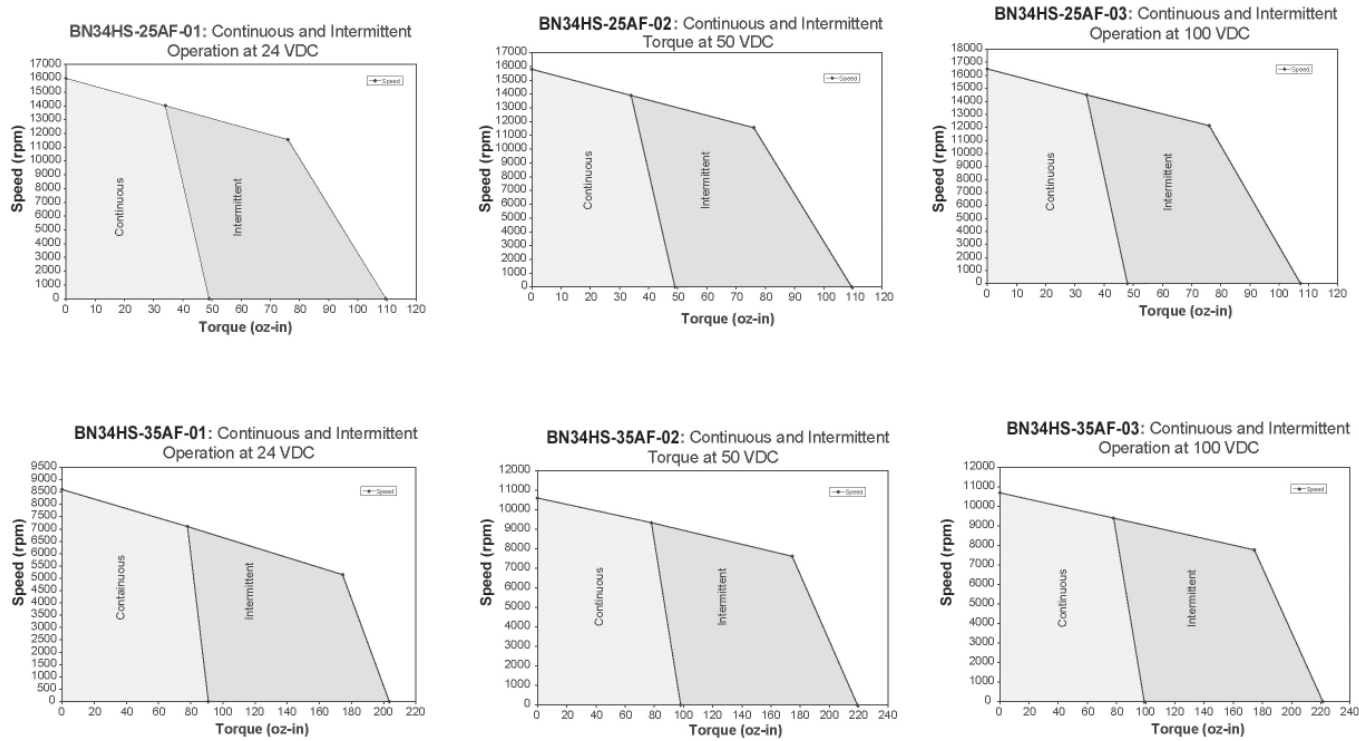 BN34HS-25AF-01: Continuous and Intermittent
Operation at 24 VDC
17000
16000
15000
14000
13000
12000
11000
10000
9000
8000
7000
6000
5000
4000
3000
2000
1000
0
Speed (rpm)
Speed
Continuous
Intermittent
0 10 20 30 40 50 60 70 80 90 100 110 120
Torque (oz-in)
BN34HS-25AF-02: Continuous and Intermittent
Torque at 50 VDC
17000
16000
15000
14000
13000
12000
11000
10000
9000
8000
7000
6000
5000
4000
3000
2000
1000
0
Speed (rpm)
Speed
Continuous
Intermittent
0 10 20 30 40 50 60 70 80 90 100 110 120
Torque (oz-in)
BN34HS-25AF-03: Continuous and Intermittent
Operation at 100 VDC
18000
17000
16000
15000
14000
13000
12000
11000
10000
9000
8000
7000
6000
5000
4000
3000
2000
1000
0
Speed (rpm)
Speed
Continuous
Intermittent
0 10 20 30 40 50 60 70 80 90 100 110 120
Torque (oz-in)
BN34HS-35AF-01: Continuous and Intermittent
Operation at 24 VDC
9500
9000
8500
8000
7500
7000
6500
6000
5500
5000
4500
4000
3500
3000
2500
2000
1500
1000
500
0
Speed (rpm)
Speed
Containuous
Intermittent
0 20 40 60 80 100 120 140 160 180 200 220
Torque (oz-in)
BN34HS-35AF-02: Continuous and Intermittent
Torque at 50 VDC
12000
11000
10000
9000
8000
7000
6000
5000
4000
3000
2000
1000
0
Speed (rpm)
Speed
Continuous
Intermittent
0 20 40 60 80 100 120 140 160 180 200 220 240
Torque (oz-in)
BN34HS-35AF-03: Continuous and Intermittent
Operation at 100 VDC
12000
11000
10000
9000
8000
7000
6000
5000
4000
3000
2000
1000
0
Speed (rpm)
Speed
Continuous
Intermittent
0 20 40 60 80 100 120 140 160 180 200 220 240
Torque (oz-in)